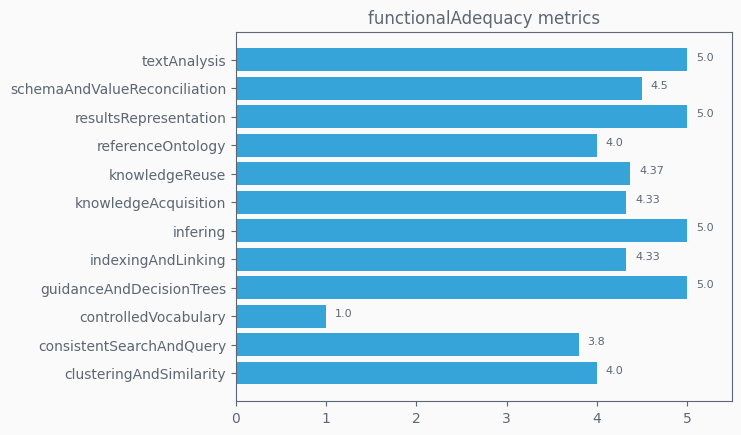 functionalAdequacy metrics
textAnalysis 5.0
schemaAndValueReconciliation 4.5
resultsRepresentation 5.0
referenceOntology 4.0
knowledgeReuse 4.37
knowledgeAcquisition 4.33
infering 5.0
indexingAndLinking 4.33
guidanceAndDecisionTrees 5.0
controlledVocabulary 1.0
consistentSearchAndQuery 3.8
clusteringAndSimilarity 4.0
0 1 2 3 4 5